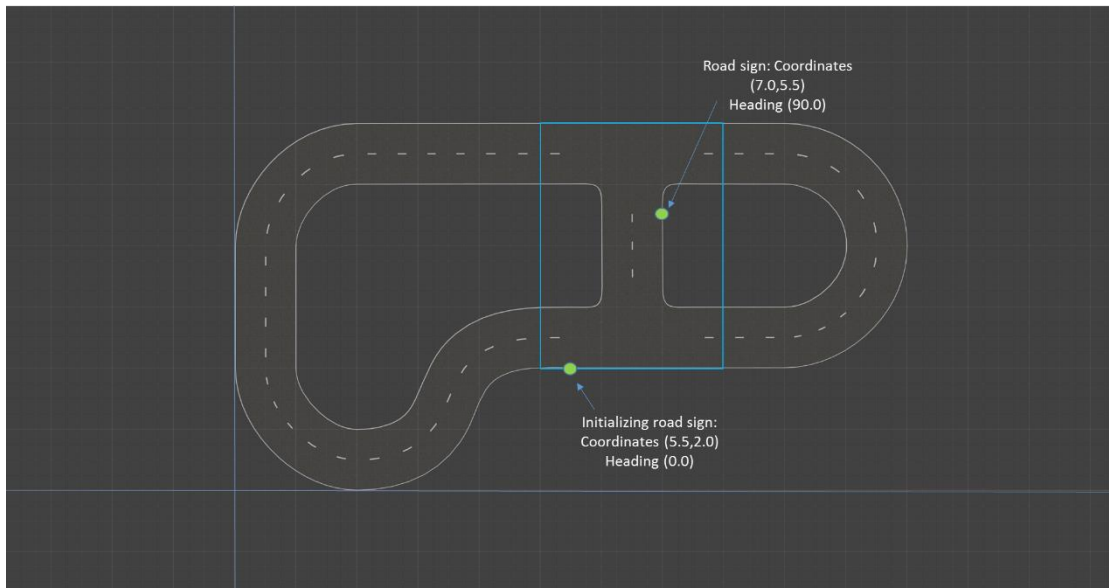 Road sign: Coordinates
(7.0,5.5)
Heading (90.0)
Initializing road sign:
Coordinates (5.5,2.0)
Heading (0.0)